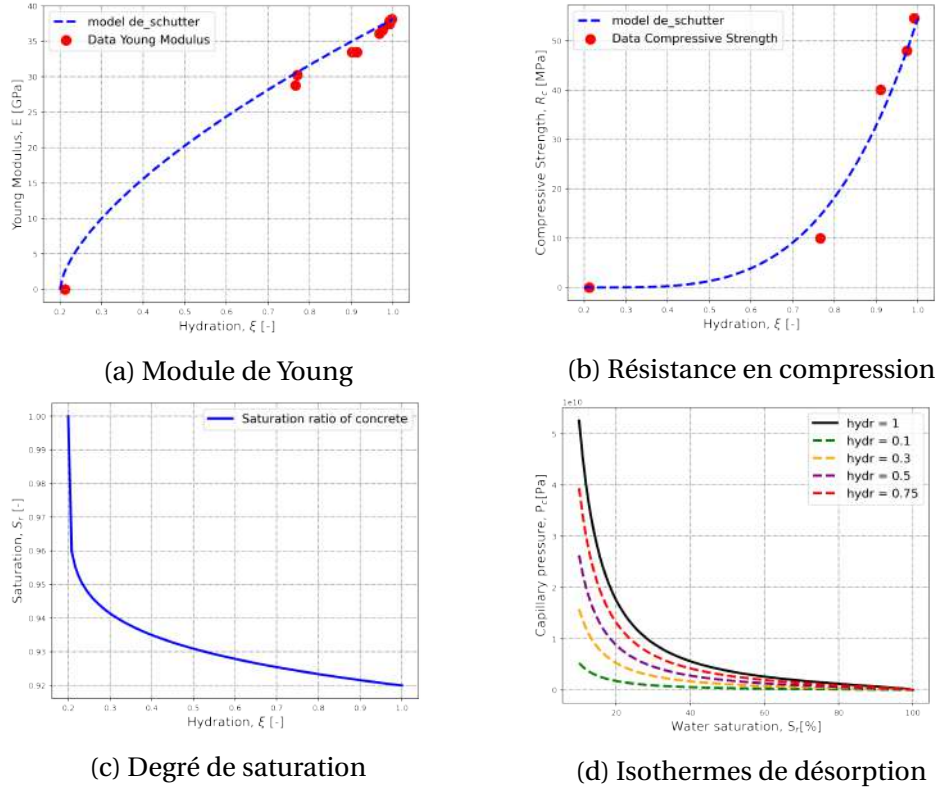 model de_schutter
Data Young Modulus
Young Modulus, E [GPa]
40
35
30
25
20
15
10
5
0
0.2 0.3 0.4 0.5 0.6 0.7 0.8 0.9 1.0
Hydration, ξ [-]
(a) Module de Young
model de_schutter
Data Compressive Strength
Compressive Strength, R_c [MPa]
50
40
30
20
10
0
0.2 0.3 0.4 0.5 0.6 0.7 0.8 0.9 1.0
Hydration, ξ [-]
(b) Résistance en compression
Saturation ratio of concrete
Saturation, S_r [-]
1.00
0.99
0.98
0.96
0.96
0.95
0.94
0.93
0.92
0.2 0.3 0.4 0.5 0.6 0.7 0.8 0.9 1.0
Hydration, ξ [-]
(c) Degré de saturation
1e10
hydr = 1
hydr = 0.1
hydr = 0.3
hydr = 0.5
hydr = 0.75
Capillary pressure, P_c[Pa]
5
4
3
2
1
0
20 40 60 80 100
Water saturation, S_r[%]
(d) Isothermes de désorption